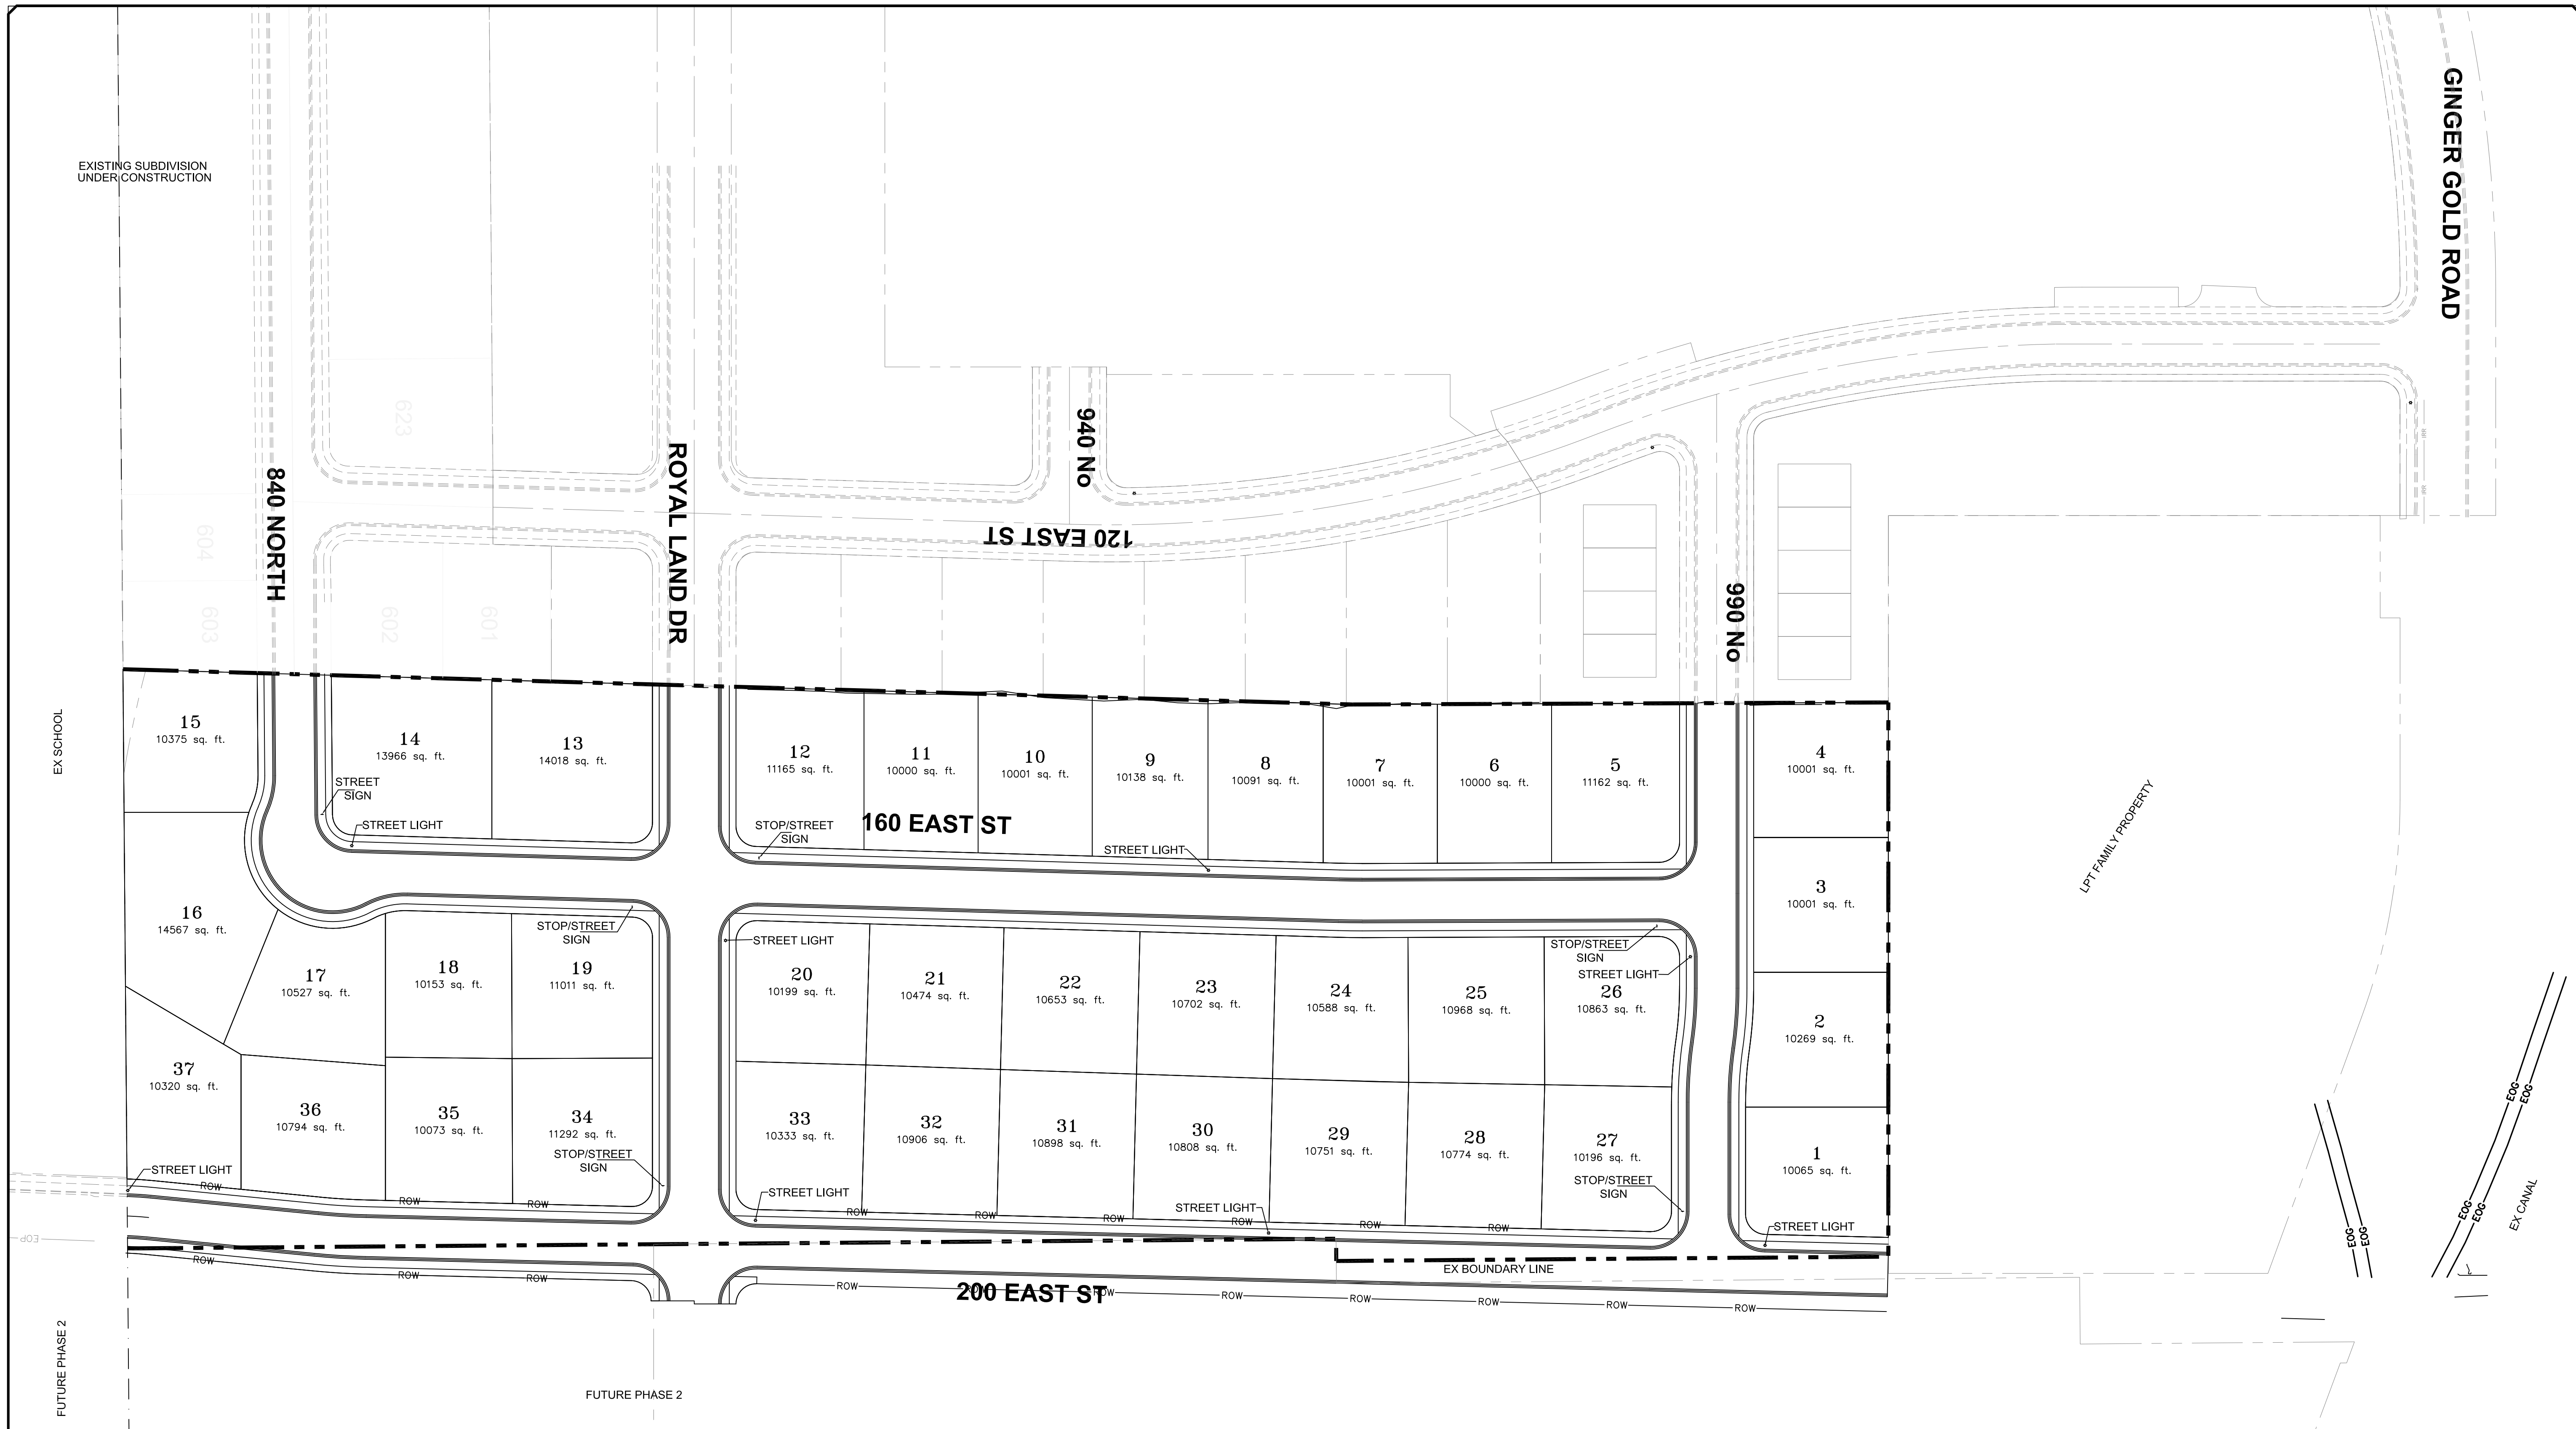 GINGER GOLD ROAD
EXISTING SUBDIVISION
UNDER CONSTRUCTION
623
940 No
840 NORTH
ROYAL LAND DR
120 EAST ST
604
603
602
601
990 No
EX SCHOOL
15
10375 sq. ft.
14
13966 sq. ft.
13
14018 sq. ft.
12
11165 sq. ft.
11
10000 sq. ft.
10
10001 sq. ft.
9
10138 sq. ft.
8
10091 sq. ft.
7
10001 sq. ft.
6
10000 sq. ft.
5
11162 sq. ft.
4
10001 sq. ft.
STREET
SIGN
STREET LIGHT
STOP/STREET
SIGN
160 EAST ST
STREET LIGHT
LPT FAMILY PROPERTY
3
10001 sq. ft.
16
14567 sq. ft.
STOP/STREET
SIGN
STREET LIGHT
STOP/STREET
SIGN
STREET LIGHT
17
10527 sq. ft.
18
10153 sq. ft.
19
11011 sq. ft.
20
10199 sq. ft.
21
10474 sq. ft.
22
10653 sq. ft.
23
10702 sq. ft.
24
10588 sq. ft.
25
10968 sq. ft.
26
10863 sq. ft.
2
10269 sq. ft.
37
10320 sq. ft.
36
10794 sq. ft.
35
10073 sq. ft.
34
11292 sq. ft.
33
10333 sq. ft.
32
10906 sq. ft.
31
10898 sq. ft.
30
10808 sq. ft.
29
10751 sq. ft.
28
10774 sq. ft.
27
10196 sq. ft.
1
10065 sq. ft.
STOP/STREET
SIGN
STOP/STREET
SIGN
STREET LIGHT
STREET LIGHT
STREET LIGHT
STREET LIGHT
ROW
ROW
ROW
ROW
ROW
ROW
ROW
ROW
ROW
EOP
ROW
ROW
ROW
ROW
ROW
ROW
ROW
ROW
ROW
ROW
EX BOUNDARY LINE
200 EAST ST
EOG
EOG
EOG
EOG
EOG
EOG
EX CANAL
FUTURE PHASE 2
FUTURE PHASE 2